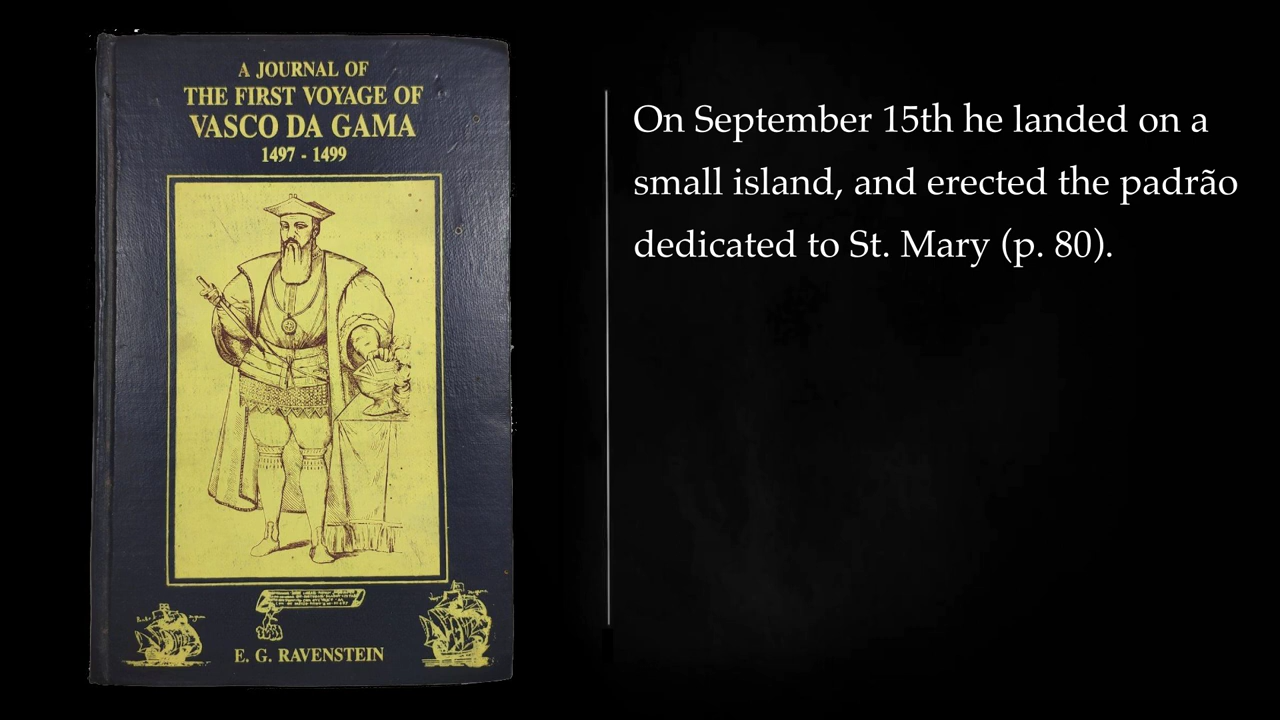 A JOURNAL OF
THE FIRST VOYAGE OF
VASCO DA GAMA
1497 - 1499
E. G. RAVENSTEIN
On September 15th he landed on a
small island, and erected the padrão
dedicated to St. Mary (p. 80).